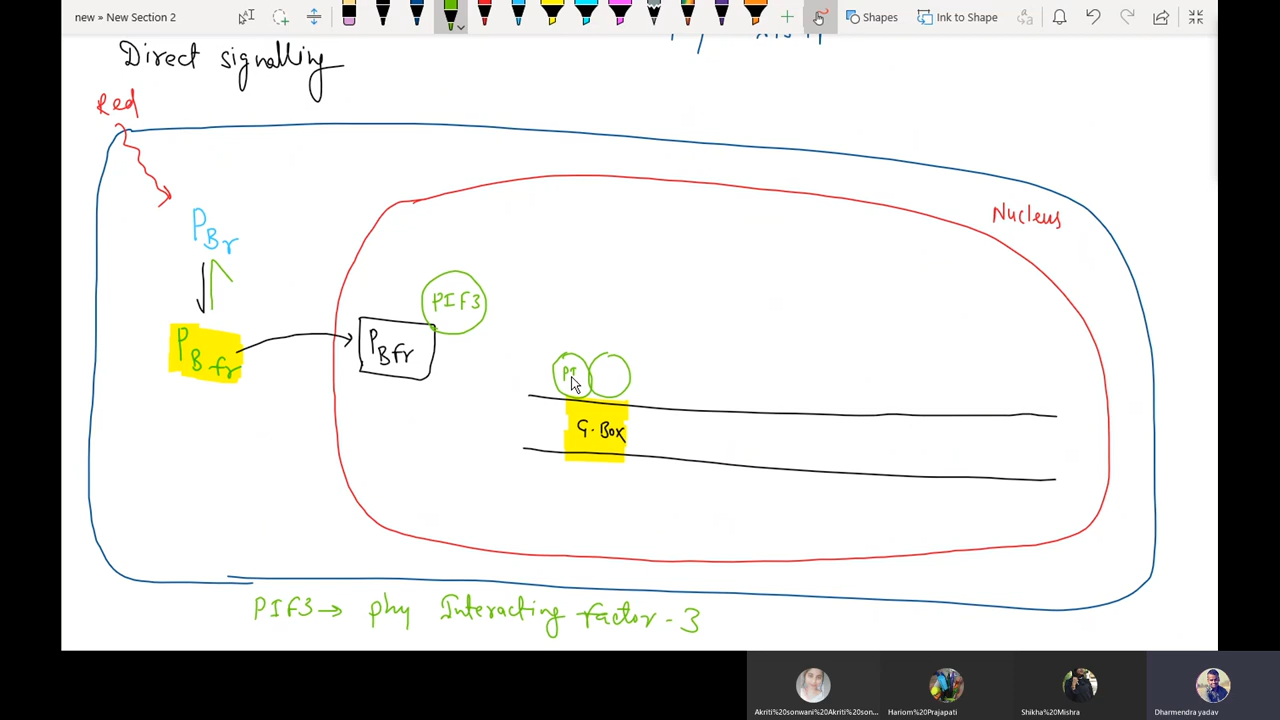 new » New Section 2
Shapes
Ink to Shape
Direct signalling
Red
Nucleus
PBr
PIF3
PBfr
PBfr
PI
G-Box
PIF3→ phy Interacting factor-3
Akriti%20sonwani%20Akriti%20son...
Hariom%20Prajapati
Shikha%20Mishra
Dharmendra yadav